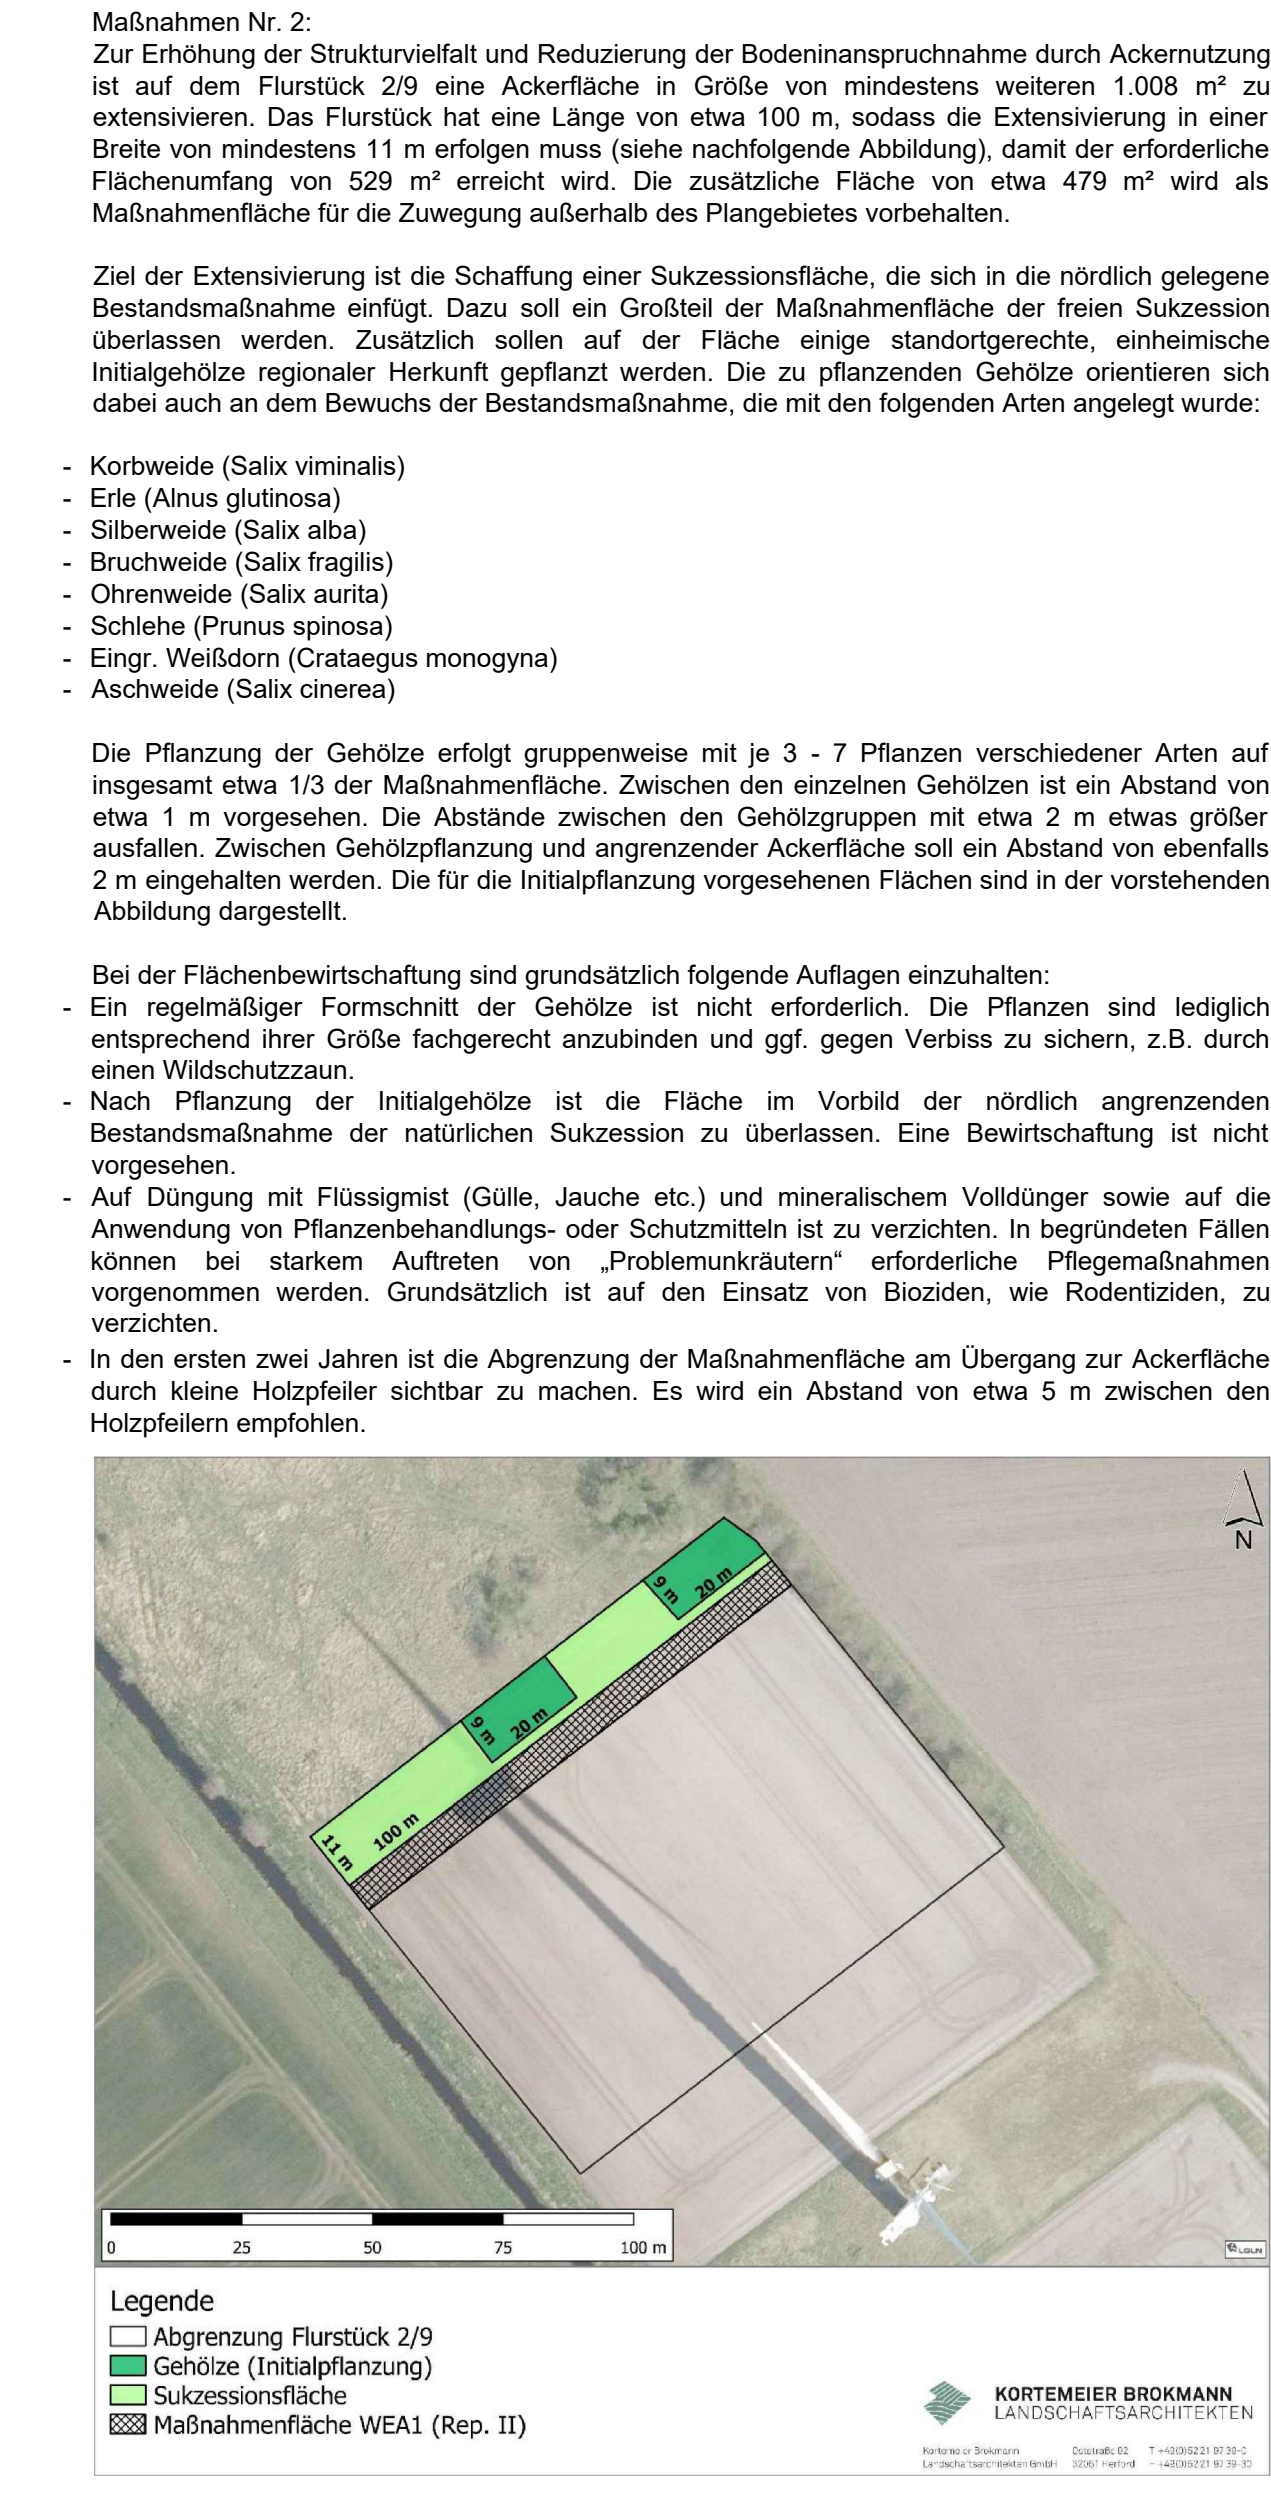 Maßnahmen Nr. 2:
Zur Erhöhung der Strukturvielfalt und Reduzierung der Bodeninanspruchnahme durch Ackernutzung
ist auf dem Flurstück 2/9 eine Ackerfläche in Größe von mindestens weiteren 1.008 m² zu
extensivieren. Das Flurstück hat eine Länge von etwa 100 m, sodass die Extensivierung in einer
Breite von mindestens 11 m erfolgen muss (siehe nachfolgende Abbildung), damit der erforderliche
Flächenumfang von 529 m² erreicht wird. Die zusätzliche Fläche von etwa 479 m² wird als
Maßnahmenfläche für die Zuwegung außerhalb des Plangebietes vorbehalten.
Ziel der Extensivierung ist die Schaffung einer Sukzessionsfläche, die sich in die nördlich gelegene
Bestandsmaßnahme einfügt. Dazu soll ein Großteil der Maßnahmenfläche der freien Sukzession
überlassen werden. Zusätzlich sollen auf der Fläche einige standortgerechte, einheimische
Initialgehölze regionaler Herkunft gepflanzt werden. Die zu pflanzenden Gehölze orientieren sich
dabei auch an dem Bewuchs der Bestandsmaßnahme, die mit den folgenden Arten angelegt wurde:
- Korbweide (Salix viminalis)
- Erle (Alnus glutinosa)
- Silberweide (Salix alba)
- Bruchweide (Salix fragilis)
- Ohrenweide (Salix aurita)
- Schlehe (Prunus spinosa)
- Eingr. Weißdorn (Crataegus monogyna)
- Aschweide (Salix cinerea)
Die Pflanzung der Gehölze erfolgt gruppenweise mit je 3 - 7 Pflanzen verschiedener Arten auf
insgesamt etwa 1/3 der Maßnahmenfläche. Zwischen den einzelnen Gehölzen ist ein Abstand von
etwa 1 m vorgesehen. Die Abstände zwischen den Gehölzgruppen mit etwa 2 m etwas größer
ausfallen. Zwischen Gehölzpflanzung und angrenzender Ackerfläche soll ein Abstand von ebenfalls
2 m eingehalten werden. Die für die Initialpflanzung vorgesehenen Flächen sind in der vorstehenden
Abbildung dargestellt.
Bei der Flächenbewirtschaftung sind grundsätzlich folgende Auflagen einzuhalten:
- Ein regelmäßiger Formschnitt der Gehölze ist nicht erforderlich. Die Pflanzen sind lediglich
entsprechend ihrer Größe fachgerecht anzubinden und ggf. gegen Verbiss zu sichern, z.B. durch
einen Wildschutzzaun.
- Nach Pflanzung der Initialgehölze ist die Fläche im Vorbild der nördlich angrenzenden
Bestandsmaßnahme der natürlichen Sukzession zu überlassen. Eine Bewirtschaftung ist nicht
vorgesehen.
- Auf Düngung mit Flüssigmist (Gülle, Jauche etc.) und mineralischem Volldünger sowie auf die
Anwendung von Pflanzenbehandlungs- oder Schutzmitteln ist zu verzichten. In begründeten Fällen
können bei starkem Auftreten von „Problemunkräutern“ erforderliche Pflegemaßnahmen
vorgenommen werden. Grundsätzlich ist auf den Einsatz von Bioziden, wie Rodentiziden, zu
verzichten.
- In den ersten zwei Jahren ist die Abgrenzung der Maßnahmenfläche am Übergang zur Ackerfläche
durch kleine Holzpfeiler sichtbar zu machen. Es wird ein Abstand von etwa 5 m zwischen den
Holzpfeilern empfohlen.
N
9 m 20 m
9 m 20 m
11 m 100 m
0 25 50 75 100 m
LGLN
Legende
Abgrenzung Flurstück 2/9
Gehölze (Initialpflanzung)
Sukzessionsfläche
Maßnahmenfläche WEA1 (Rep. II)
KORTEMEIER BROKMANN
LANDSCHAFTSARCHITEKTEN
Kortemeier Brokmann
Landschaftsarchitekten GmbH
32051 Herford